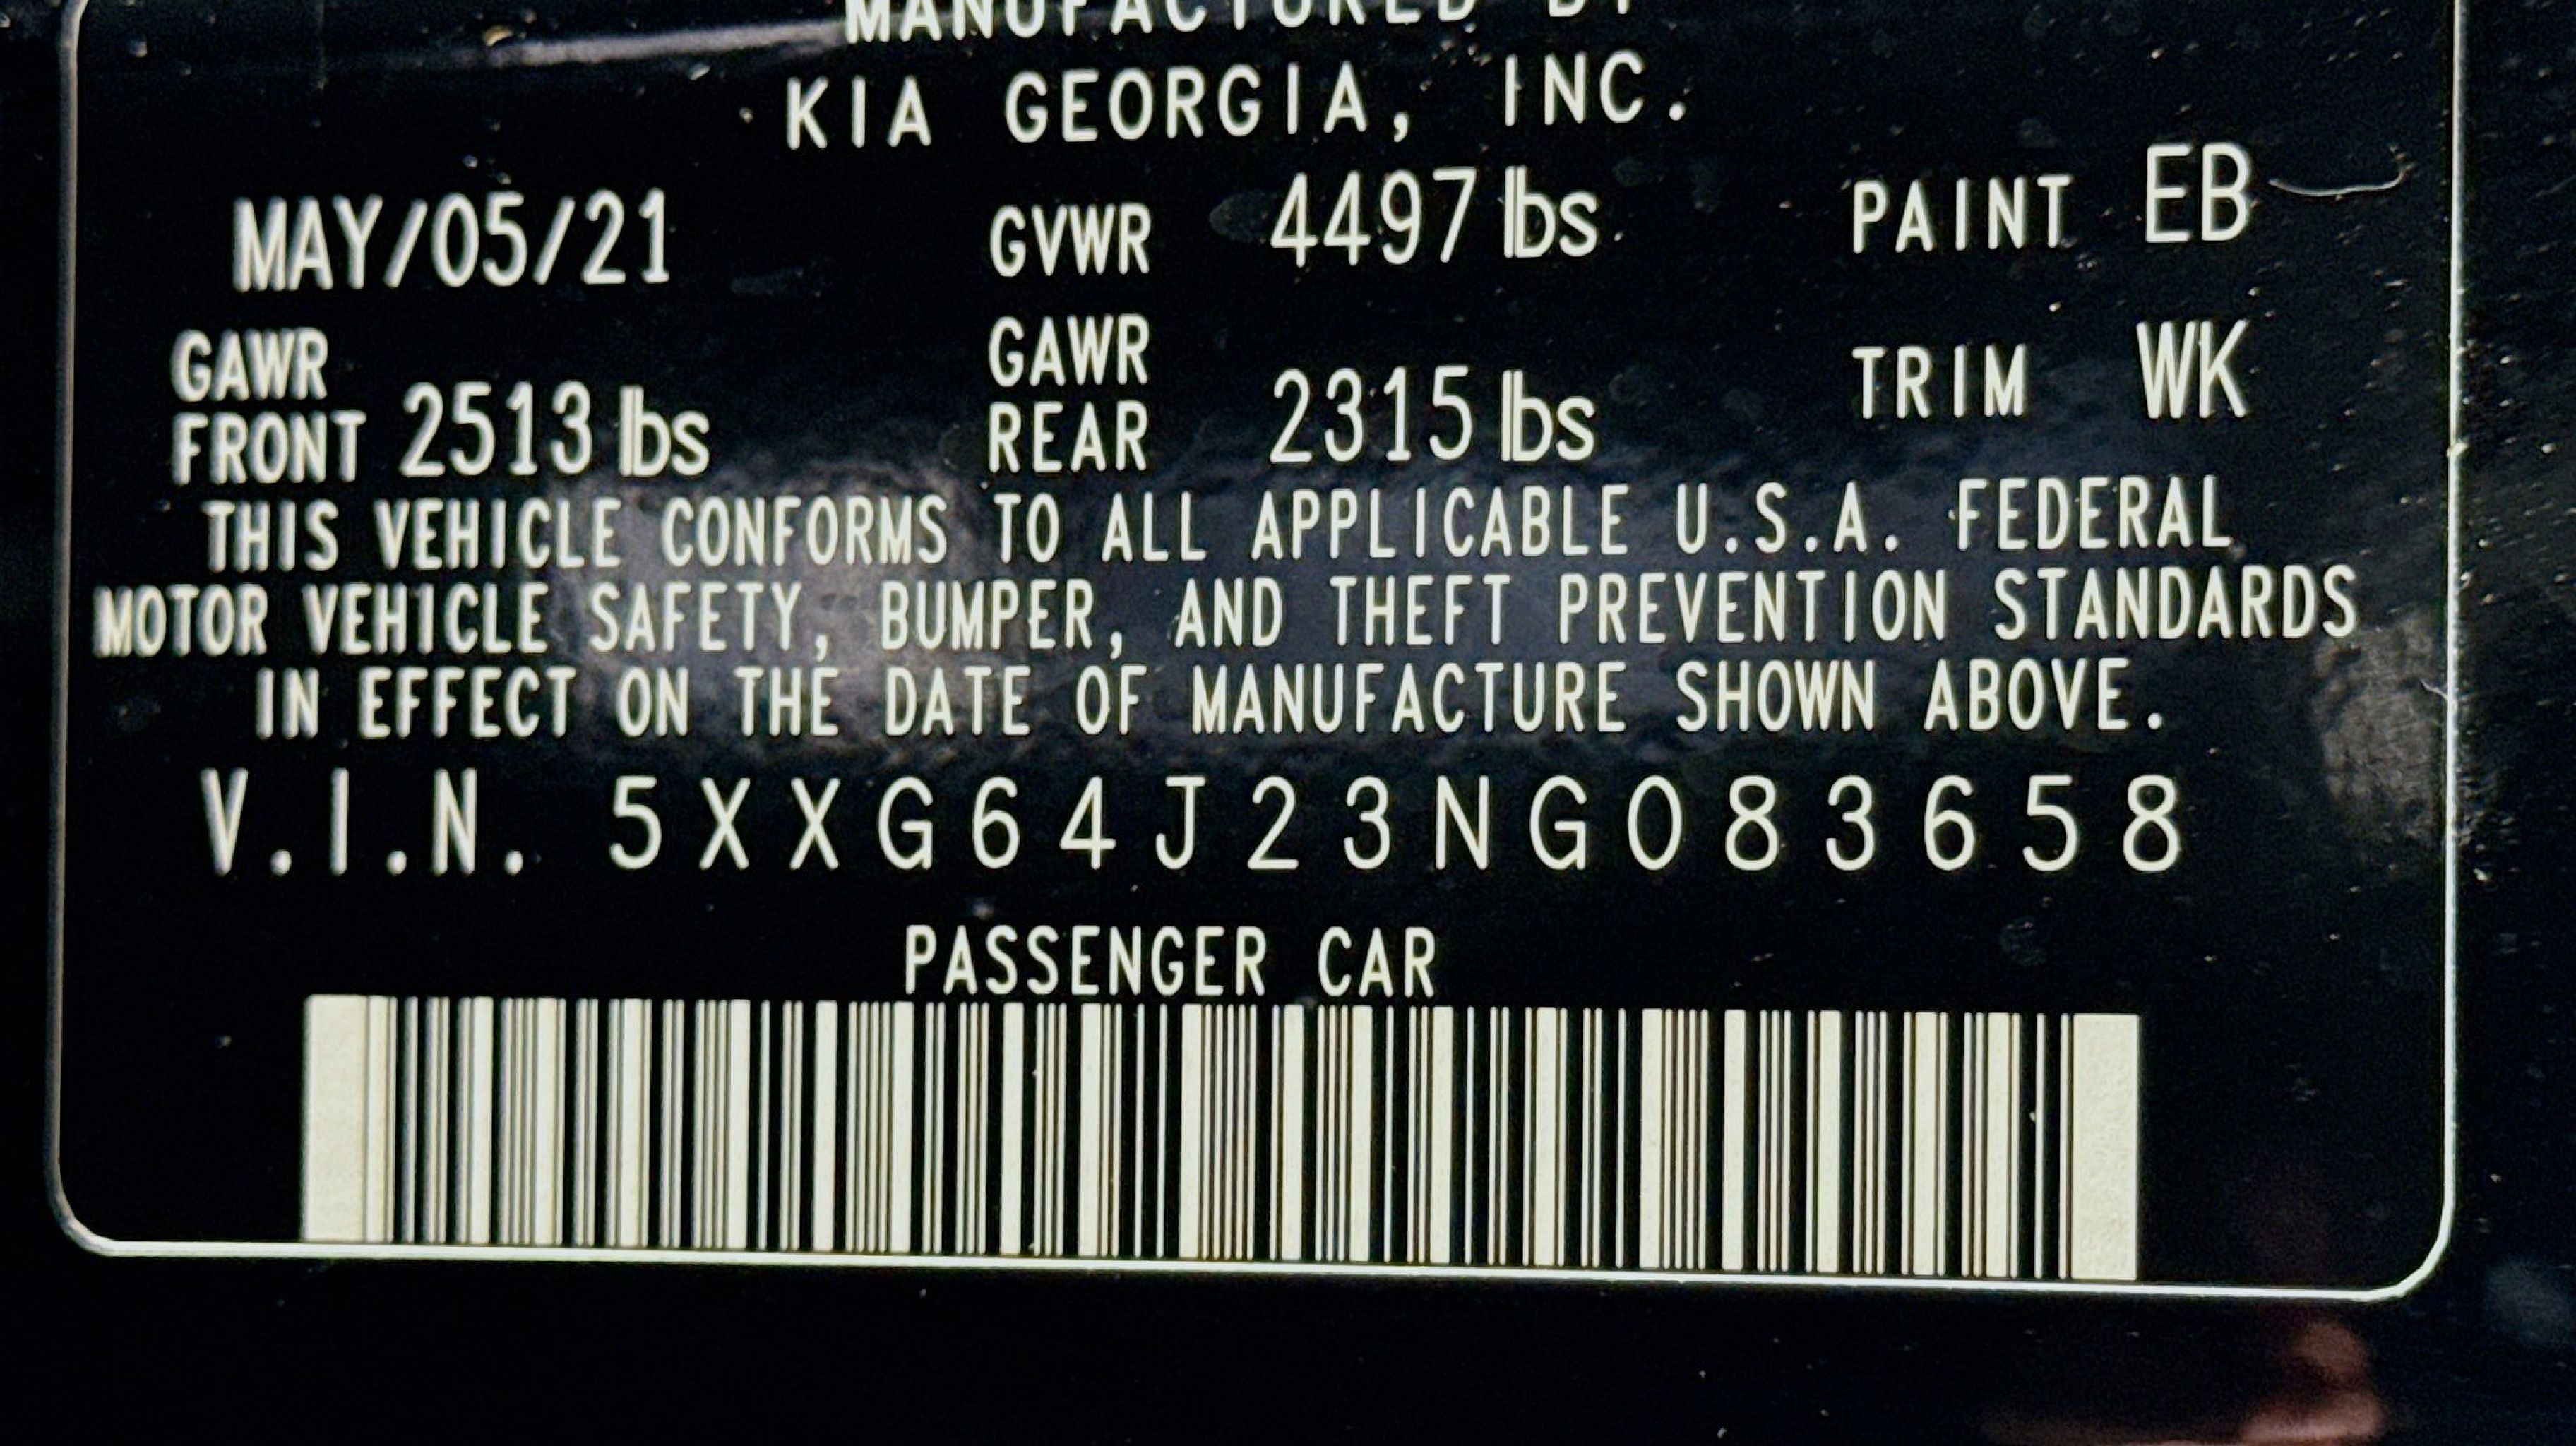 MANUFACTURED BY
KIA GEORGIA, INC.
MAY/05/21 GVWR 4497 lbs PAINT EB
GAWR FRONT 2513 lbs GAWR REAR 2315 lbs TRIM WK
THIS VEHICLE CONFORMS TO ALL APPLICABLE U.S.A. FEDERAL
MOTOR VEHICLE SAFETY, BUMPER, AND THEFT PREVENTION STANDARDS
IN EFFECT ON THE DATE OF MANUFACTURE SHOWN ABOVE.
V.I.N. 5XXG64J23NG083658
PASSENGER CAR